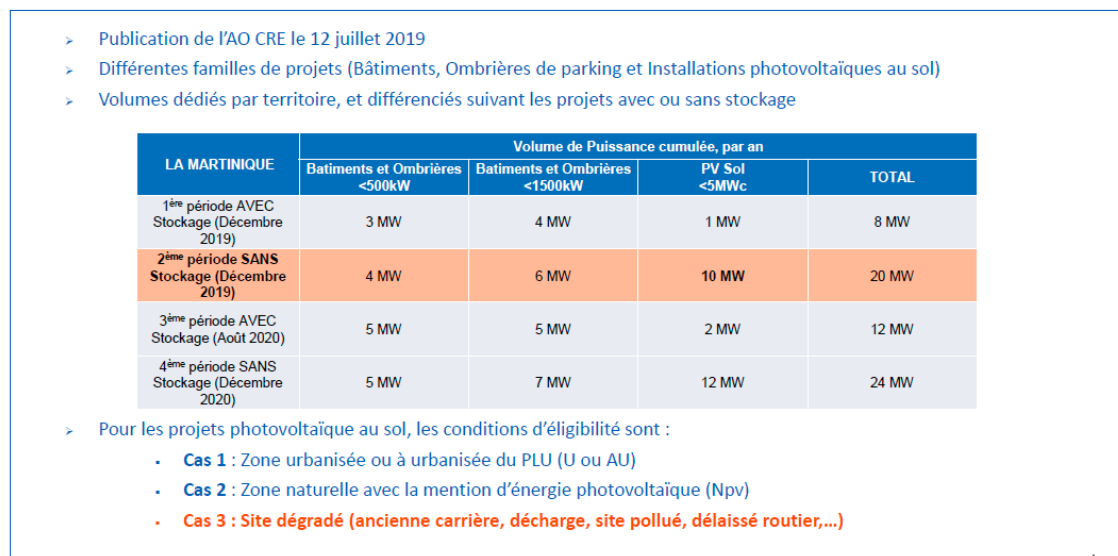 Publication de l'AO CRE le 12 juillet 2019
Différentes familles de projets (Bâtiments, Ombrières de parking et Installations photovoltaïques au sol)
Volumes dédiés par territoire, et différenciés suivant les projets avec ou sans stockage
LA MARTINIQUE
Volume de Puissance cumulée, par an
Batiments et Ombrières
<500kW
Batiments et Ombrières
<1500kW
PV Sol
<5MWc
TOTAL
1ère période AVEC
Stockage (Décembre
2019)
3 MW
4 MW
1 MW
8 MW
2ème période SANS
Stockage (Décembre
2019)
4 MW
6 MW
10 MW
20 MW
3ème période AVEC
Stockage (Août 2020)
5 MW
5 MW
2 MW
12 MW
4ème période SANS
Stockage (Décembre
2020)
5 MW
7 MW
12 MW
24 MW
Pour les projets photovoltaïque au sol, les conditions d'éligibilité sont :
Cas 1 : Zone urbanisée ou à urbanisée du PLU (U ou AU)
Cas 2 : Zone naturelle avec la mention d'énergie photovoltaïque (Npv)
Cas 3 : Site dégradé (ancienne carrière, décharge, site pollué, délaissé routier,...)